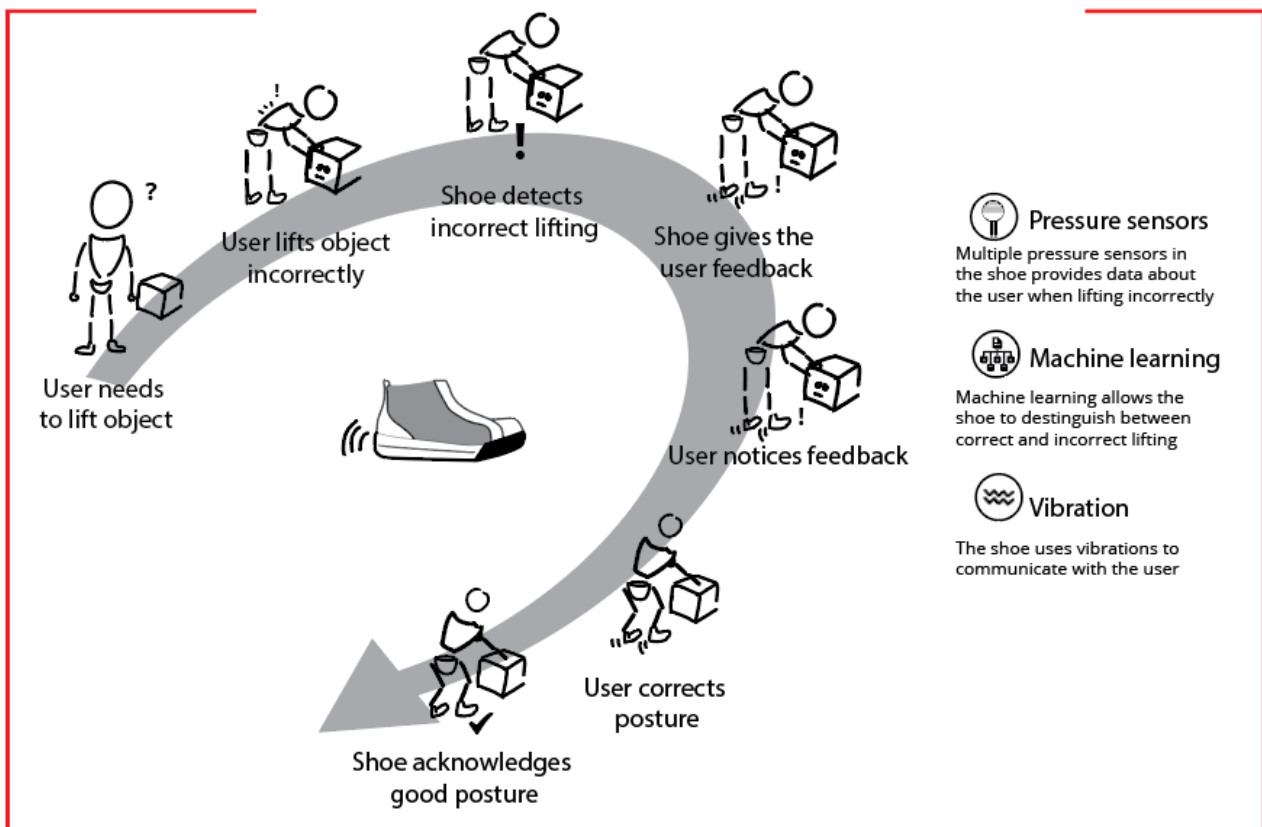 ?
User needs
to lift object
!
User lifts object
incorrectly
!
Shoe detects
incorrect lifting
!
Shoe gives the
user feedback
!
User notices feedback
User corrects
posture
Shoe acknowledges
good posture
Pressure sensors
Multiple pressure sensors in
the shoe provides data about
the user when lifting incorrectly
Machine learning
Machine learning allows the
shoe to destinguish between
correct and incorrect lifting
Vibration
The shoe uses vibrations to
communicate with the user